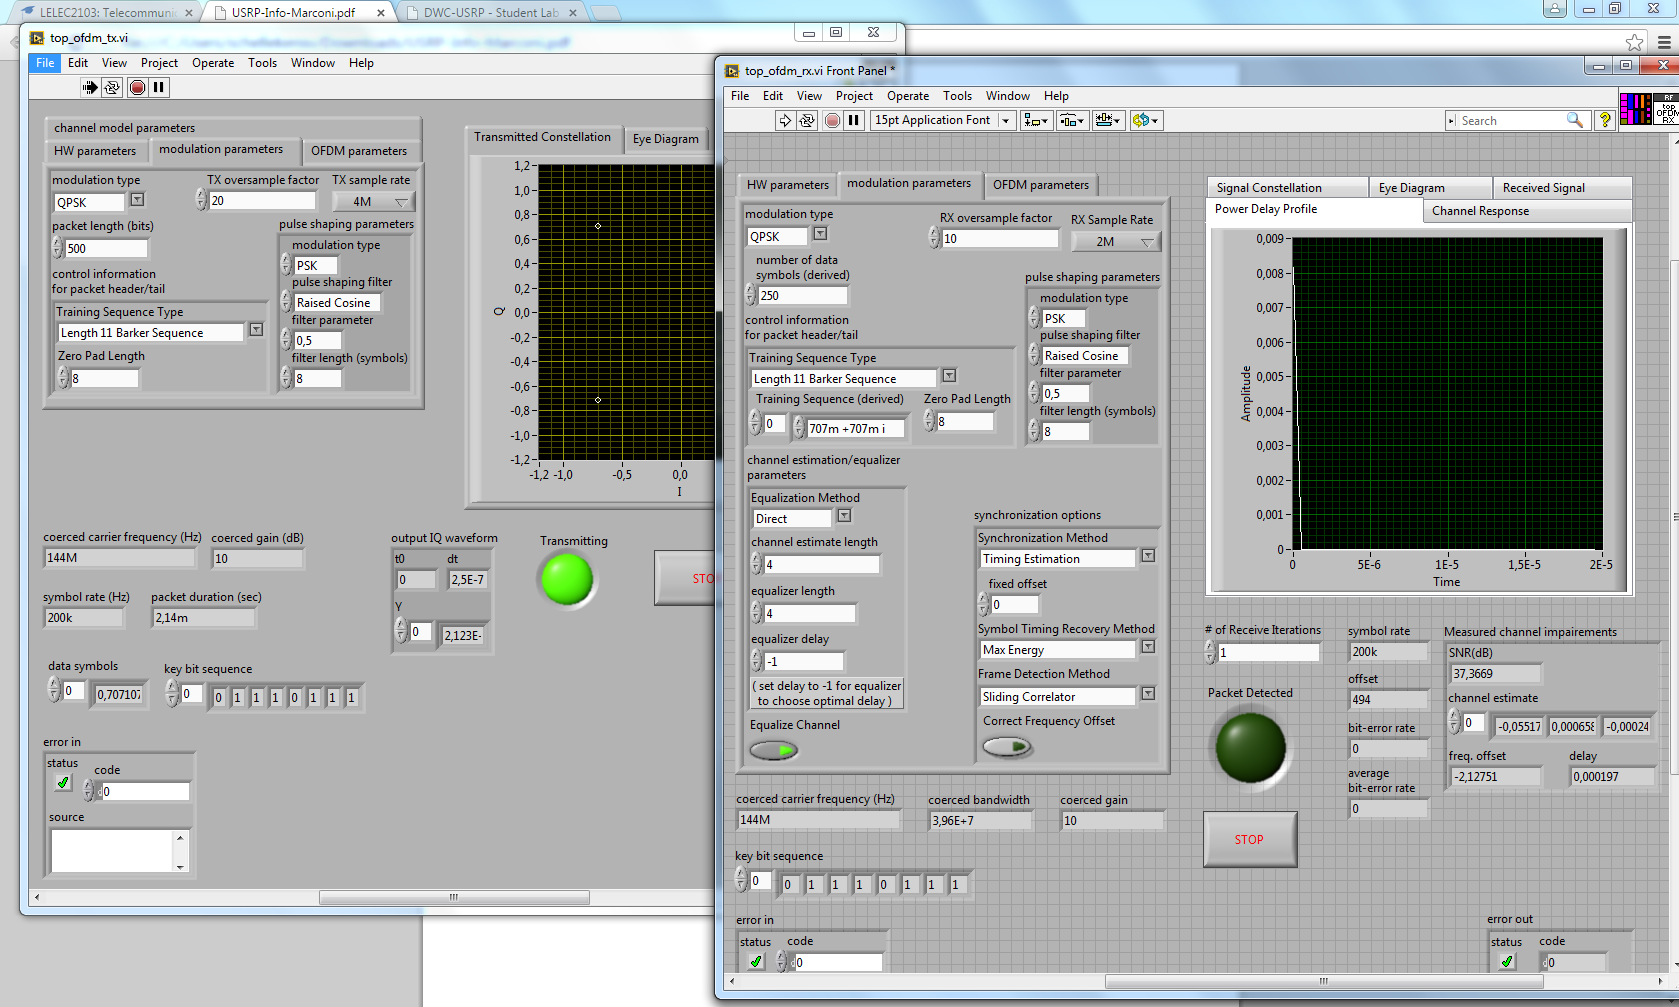 LELEC2103: Telecommunic
USRP-Info-Marconi.pdf
DWC-USRP - Student Lab
top_ofdm_tx.vi
File Edit View Project Operate Tools Window Help
channel model parameters
HW parameters modulation parameters OFDM parameters
modulation type TX oversample factor TX sample rate
QPSK 20 4M
packet length (bits) pulse shaping parameters
500 modulation type
PSK
control information
for packet header/tail
pulse shaping filter
Raised Cosine
Training Sequence Type
Length 11 Barker Sequence
filter parameter
0,5
Zero Pad Length
8
filter length (symbols)
8
Transmitted Constellation Eye Diagram
1,2
1,0
0,8
0,6
0,4
0,2
Q
0,0
-0,2
-0,4
-0,6
-0,8
-1,0
-1,2
-1,2 -1,0 -0,5 0,0
I
coerced carrier frequency (Hz) coerced gain (dB)
144M 10
symbol rate (Hz) packet duration (sec)
200k 2,14m
output IQ waveform
t0 dt
0 2,5E-7
Y
0 2,123E-
Transmitting
STO
data symbols key bit sequence
0 0,707107 0 0 1 1 1 0 1 1 1
error in
status code
0
source
top_ofdm_rx.vi Front Panel *
File Edit View Project Operate Tools Window Help
15pt Application Font
Search
?
RF
top
OFDM
RX
HW parameters modulation parameters OFDM parameters
modulation type RX oversample factor RX Sample Rate
QPSK 10 2M
number of data
symbols (derived)
250
pulse shaping parameters
modulation type
PSK
pulse shaping filter
Raised Cosine
filter parameter
0,5
filter length (symbols)
8
control information
for packet header/tail
Training Sequence Type
Length 11 Barker Sequence
Training Sequence (derived) Zero Pad Length
0 707m +707m i 8
channel estimation/equalizer
parameters
Equalization Method
Direct
channel estimate length
4
equalizer length
4
equalizer delay
-1
( set delay to -1 for equalizer
to choose optimal delay )
Equalize Channel
synchronization options
Synchronization Method
Timing Estimation
fixed offset
0
Symbol Timing Recovery Method
Max Energy
Frame Detection Method
Sliding Correlator
Correct Frequency Offset
coerced carrier frequency (Hz) coerced bandwidth coerced gain
144M 3,96E+7 10
key bit sequence
0 0 1 1 1 0 1 1 1
error in
status code
0
Signal Constellation Eye Diagram Received Signal
Power Delay Profile Channel Response
0,009
0,008
0,007
0,006
0,005
Amplitude
0,004
0,003
0,002
0,001
0
0 5E-6 1E-5 1,5E-5 2E-5
Time
# of Receive Iterations
1
Packet Detected
STOP
symbol rate
200k
offset
494
bit-error rate
0
average
bit-error rate
0
Measured channel impairements
SNR(dB)
37,3669
channel estimate
0 -0,05517 0,000658 -0,00024
freq. offset delay
-2,12751 0,000197
error out
status code
0